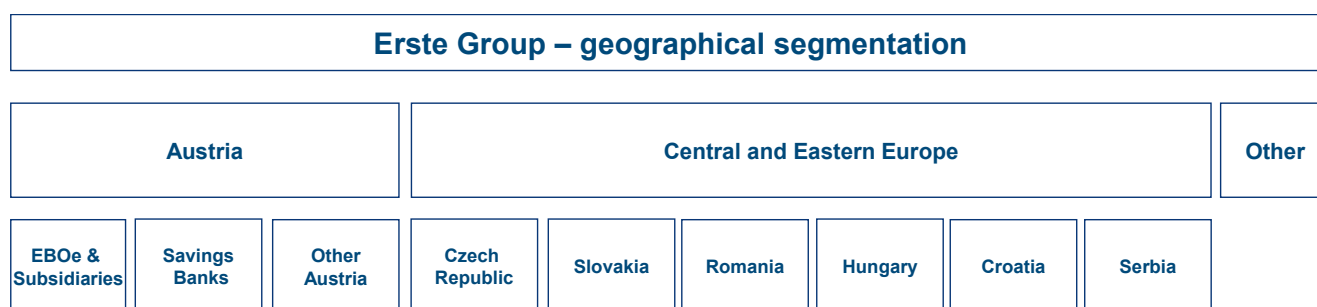 Erste Group – geographical segmentation
Austria
Central and Eastern Europe
Other
EBOe &
Subsidiaries
Savings
Banks
Other
Austria
Czech
Republic
Slovakia
Romania
Hungary
Croatia
Serbia